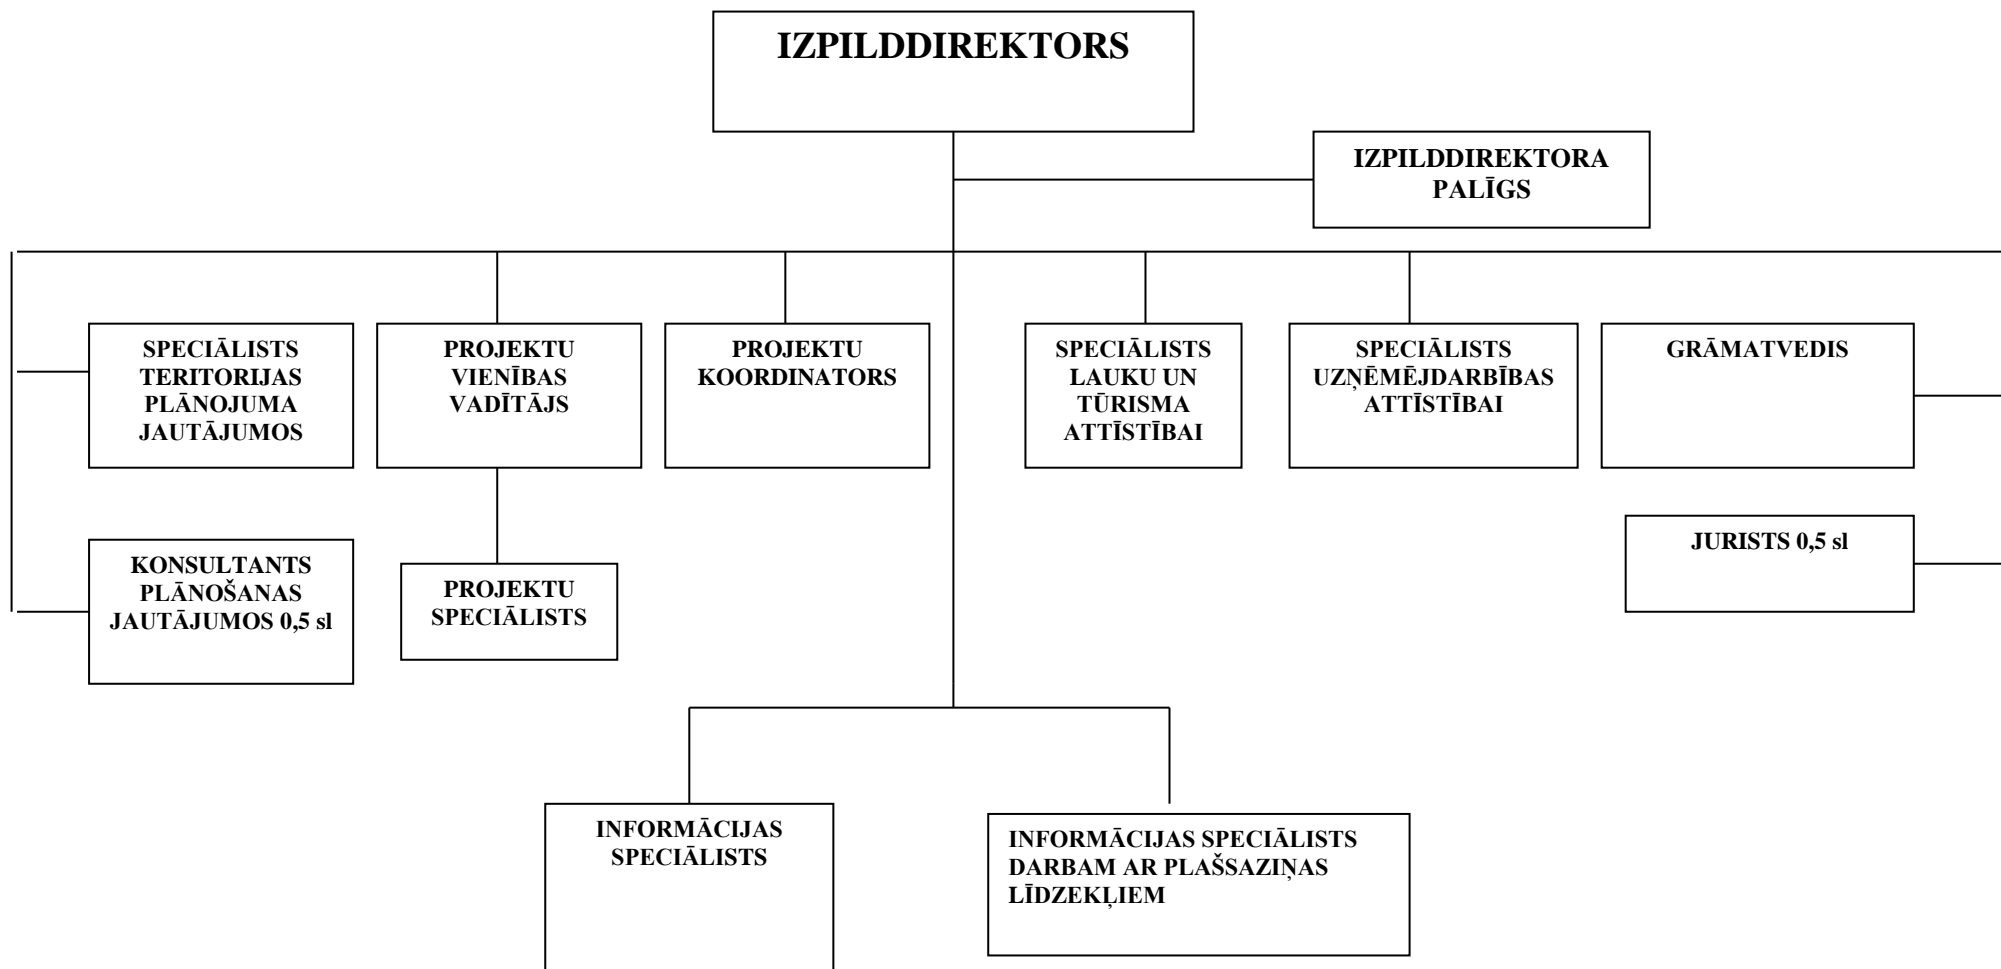 IZPILDDIREKTORS
IZPILDDIREKTORA
PALĪGS
SPECIĀLISTS
TERITORIJAS
PLĀNOJUMA
JAUTĀJUMOS
PROJEKTU
VIENĪBAS
VADĪTĀJS
PROJEKTU
KOORDINATORS
SPECIĀLISTS
LAUKU UN
TŪRISMA
ATTĪSTĪBAI
SPECIĀLISTS
UZŅĒMĒJDARBĪBAS
ATTĪSTĪBAI
GRĀMATVEDIS
KONSULTANTS
PLĀNOŠANAS
JAUTĀJUMOS 0,5 sl
PROJEKTU
SPECIĀLISTS
JURISTS 0,5 sl
INFORMĀCIJAS
SPECIĀLISTS
INFORMĀCIJAS SPECIĀLISTS
DARBAM AR PLAŠSAZIŅAS
LĪDZEKĻIEM